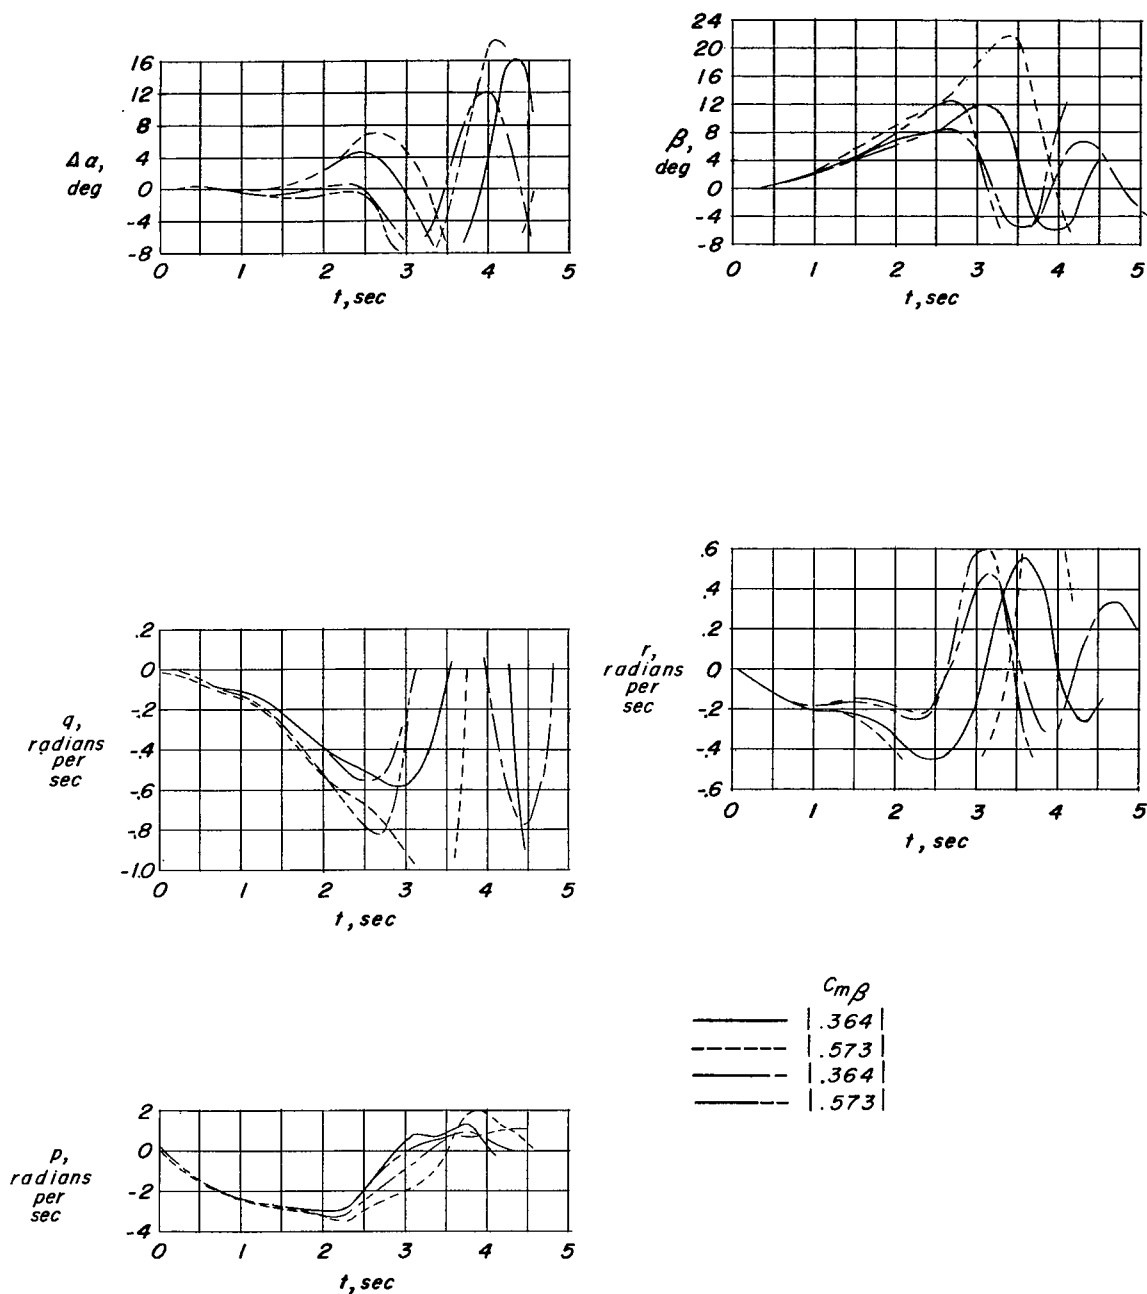 16
12
8
4
0
-4
-8
Δα,
deg
0 1 2 3 4 5
t, sec
24
20
16
12
8
4
0
-4
-8
β,
deg
0 1 2 3 4 5
t, sec
.2
0
-.2
-.4
-.6
-.8
-1.0
q,
radians
per
sec
0 1 2 3 4 5
t, sec
.6
.4
.2
0
-.2
-.4
-.6
r,
radians
per
sec
0 1 2 3 4 5
t, sec
Cmβ
|.364|
|.573|
|.364|
|.573|
2
0
-2
-4
p,
radians
per
sec
0 1 2 3 4 5
t, sec